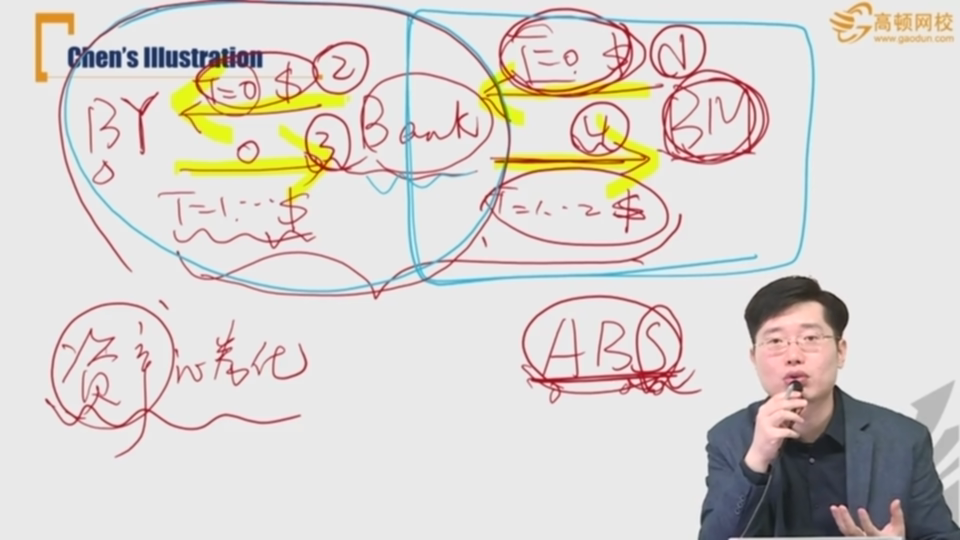 高顿网校
www.gaodun.com
Chen's Illustration
T=0 $ ② T=0 $ N
BY Bank BM
0 ③ ④
T=1...$ T=1...2 $
资产证券化 ABS